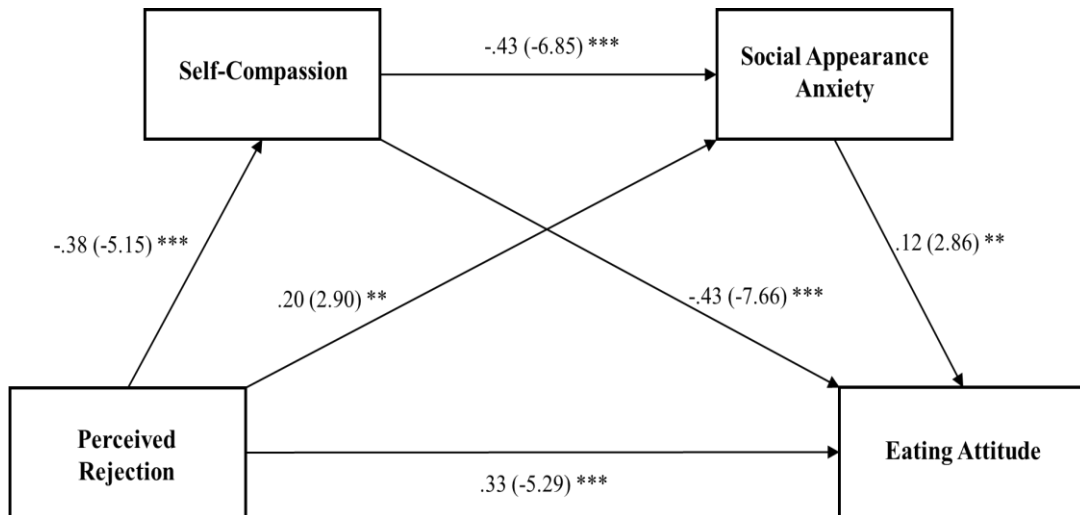 -.43 (-6.85) ***
Self-Compassion
Social Appearance
Anxiety
-.38 (-5.15) ***
.12 (2.86) **
.20 (2.90) **
-.43 (-7.66) ***
Perceived
Rejection
Eating Attitude
.33 (-5.29) ***